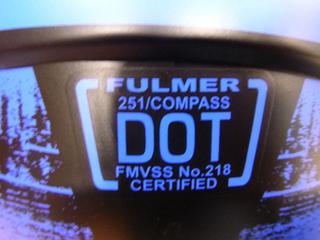 FULMER
251/COMPASS
DOT
FMVSS No.218
CERTIFIED